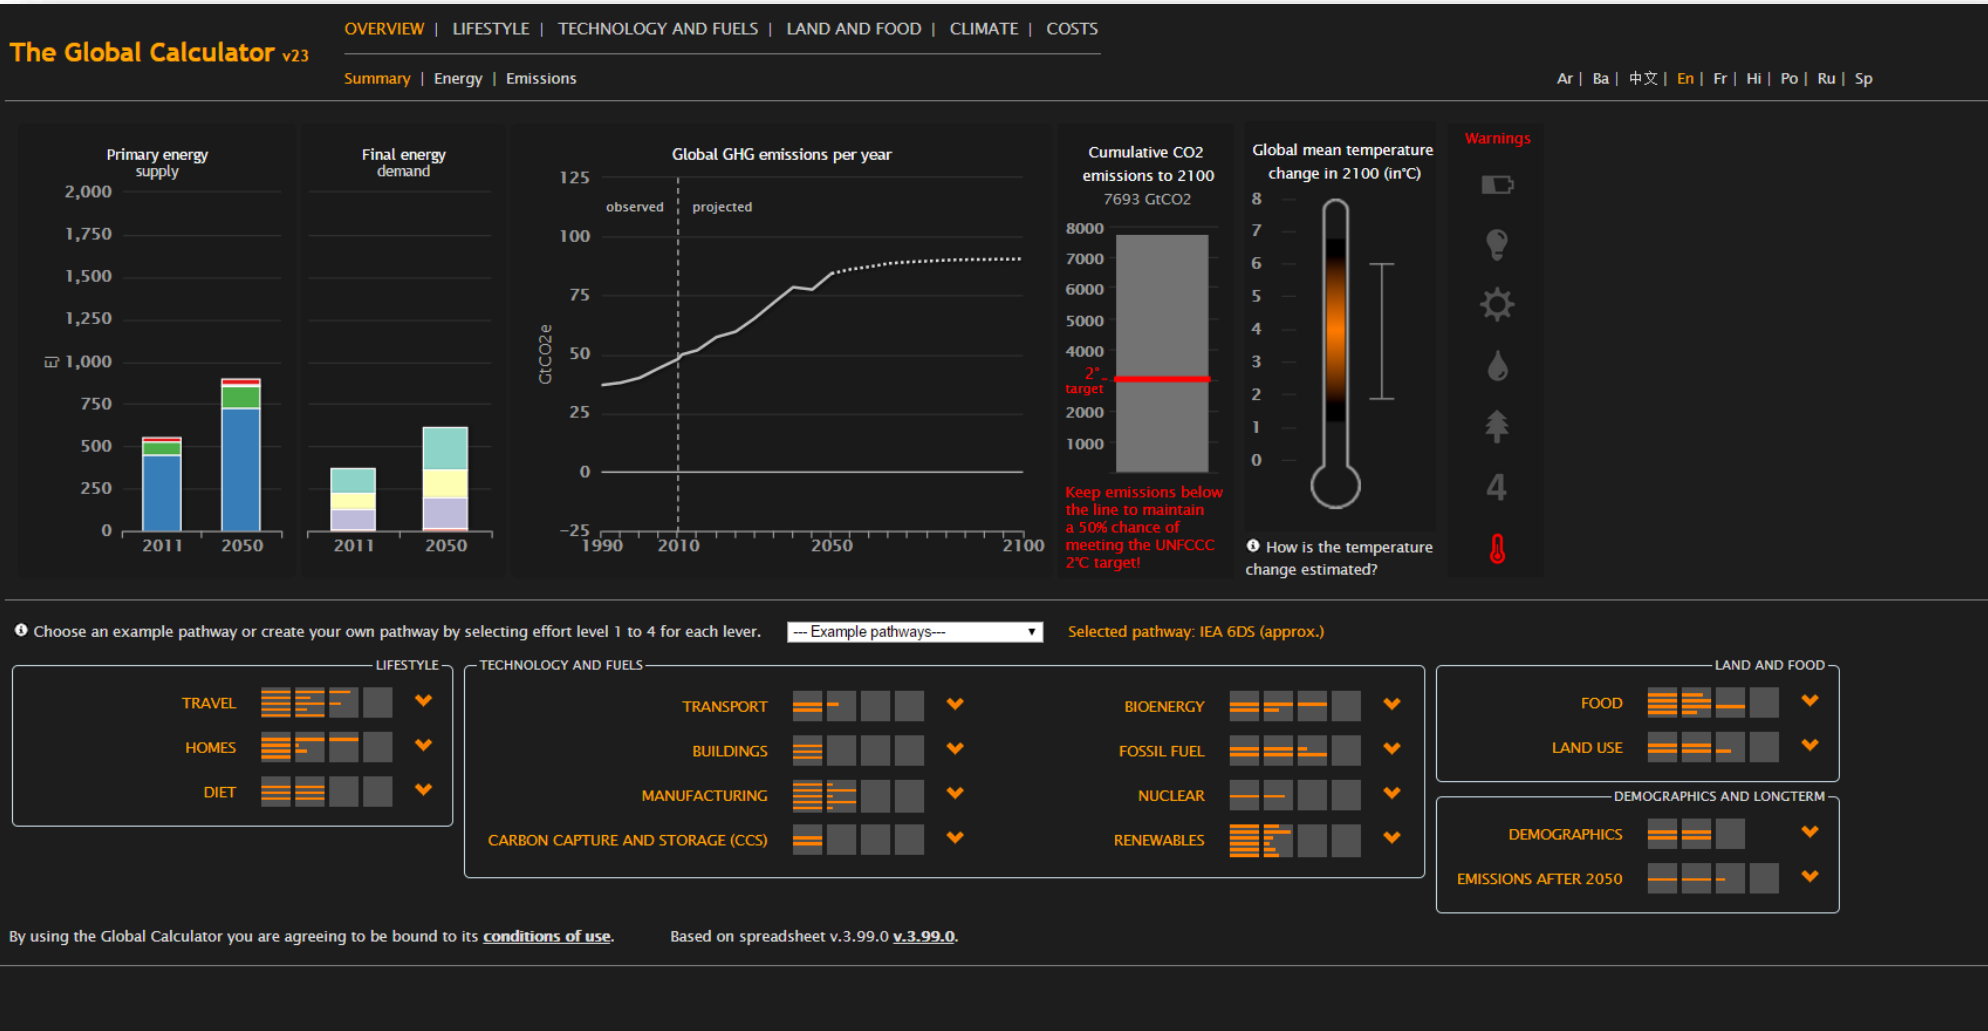 The Global Calculator v23
OVERVIEW | LIFESTYLE | TECHNOLOGY AND FUELS | LAND AND FOOD | CLIMATE | COSTS
Summary | Energy | Emissions
Ar | Ba | 中文 | En | Fr | Hi | Po | Ru | Sp
Primary energy
supply
2,000
1,750
1,500
1,250
EJ
1,000
750
500
250
0
2011 2050
Final energy
demand
2011 2050
Global GHG emissions per year
125
observed projected
100
75
GtCO2e
50
25
0
−25
1990 2010 2050 2100
Cumulative CO2
emissions to 2100
7693 GtCO2
8000
7000
6000
5000
4000
2°
target
2000
1000
Keep emissions below
the line to maintain
a 50% chance of
meeting the UNFCCC
2°C target!
Global mean temperature
change in 2100 (in°C)
8
7
6
5
4
3
2
1
0
How is the temperature
change estimated?
Warnings
4
Choose an example pathway or create your own pathway by selecting effort level 1 to 4 for each lever.
--- Example pathways---
Selected pathway: IEA 6DS (approx.)
LIFESTYLE
TRAVEL
HOMES
DIET
TECHNOLOGY AND FUELS
TRANSPORT
BUILDINGS
MANUFACTURING
CARBON CAPTURE AND STORAGE (CCS)
BIOENERGY
FOSSIL FUEL
NUCLEAR
RENEWABLES
LAND AND FOOD
FOOD
LAND USE
DEMOGRAPHICS AND LONGTERM
DEMOGRAPHICS
EMISSIONS AFTER 2050
By using the Global Calculator you are agreeing to be bound to its conditions of use.
Based on spreadsheet v.3.99.0 v.3.99.0.